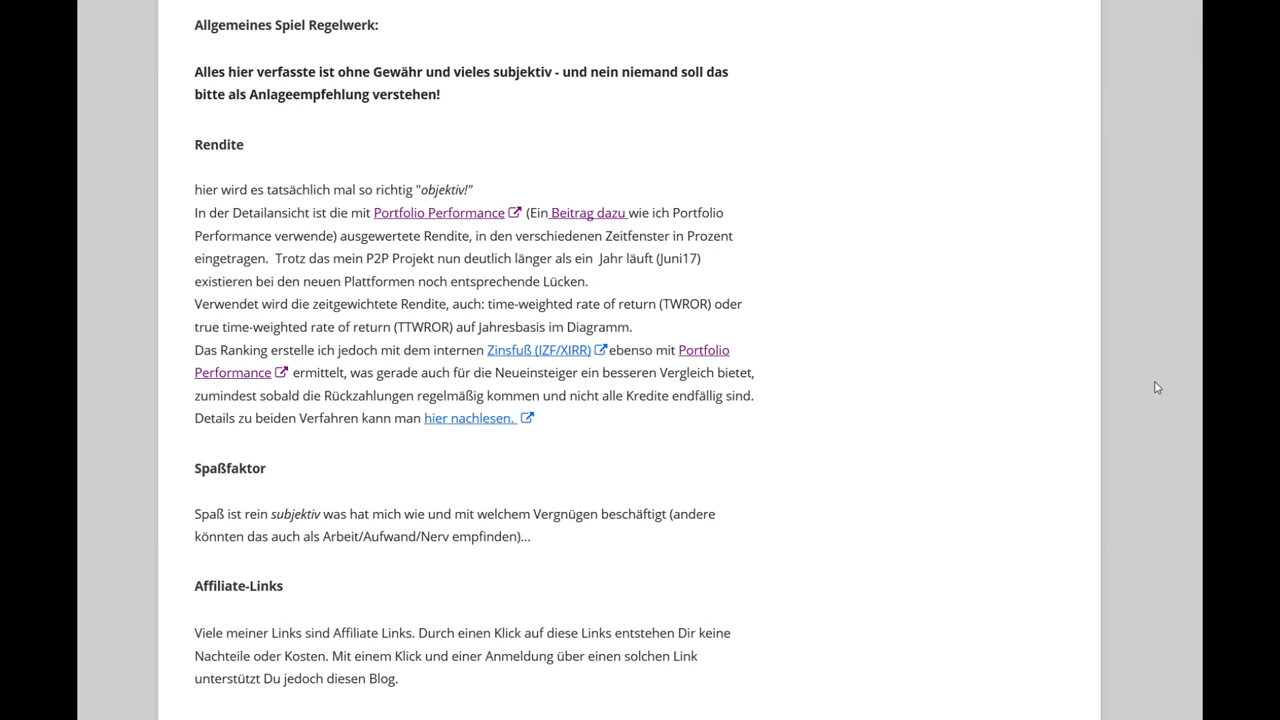 Allgemeines Spiel Regelwerk:
Alles hier verfasste ist ohne Gewähr und vieles subjektiv - und nein niemand soll das
bitte als Anlageempfehlung verstehen!
Rendite
hier wird es tatsächlich mal so richtig "objektiv!"
In der Detailansicht ist die mit Portfolio Performance (Ein Beitrag dazu wie ich Portfolio
Performance verwende) ausgewertete Rendite, in den verschiedenen Zeitfenster in Prozent
eingetragen. Trotz das mein P2P Projekt nun deutlich länger als ein Jahr läuft (Juni17)
existieren bei den neuen Plattformen noch entsprechende Lücken.
Verwendet wird die zeitgewichtete Rendite, auch: time-weighted rate of return (TWROR) oder
true time-weighted rate of return (TTWROR) auf Jahresbasis im Diagramm.
Das Ranking erstelle ich jedoch mit dem internen Zinsfuß (IZF/XIRR) ebenso mit Portfolio
Performance ermittelt, was gerade auch für die Neueinsteiger ein besseren Vergleich bietet,
zumindest sobald die Rückzahlungen regelmäßig kommen und nicht alle Kredite endfällig sind.
Details zu beiden Verfahren kann man hier nachlesen.
Spaßfaktor
Spaß ist rein subjektiv was hat mich wie und mit welchem Vergnügen beschäftigt (andere
könnten das auch als Arbeit/Aufwand/Nerv empfinden)...
Affiliate-Links
Viele meiner Links sind Affiliate Links. Durch einen Klick auf diese Links entstehen Dir keine
Nachteile oder Kosten. Mit einem Klick und einer Anmeldung über einen solchen Link
unterstützt Du jedoch diesen Blog.